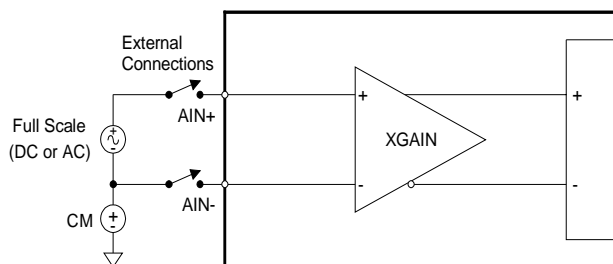 External
Connections
+
AIN+
+
XGAIN
+
-
Full Scale
(DC or AC)
-
AIN-
-
-
CM
+
-